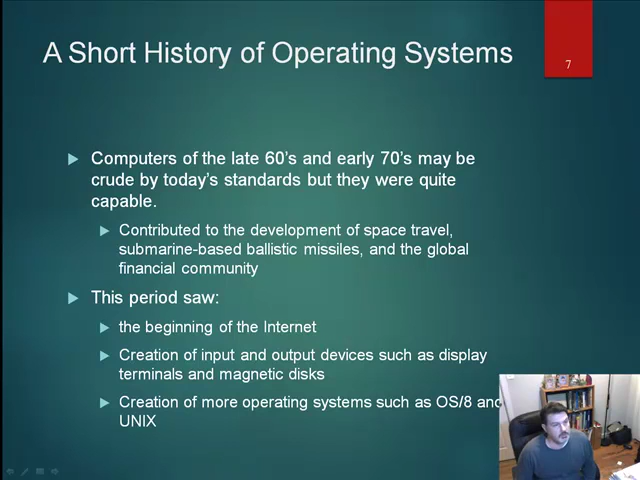 A Short History of Operating Systems
7
Computers of the late 60's and early 70's may be
crude by today's standards but they were quite
capable.
Contributed to the development of space travel,
submarine-based ballistic missiles, and the global
financial community
This period saw:
the beginning of the Internet
Creation of input and output devices such as display
terminals and magnetic disks
Creation of more operating systems such as OS/8 and
UNIX